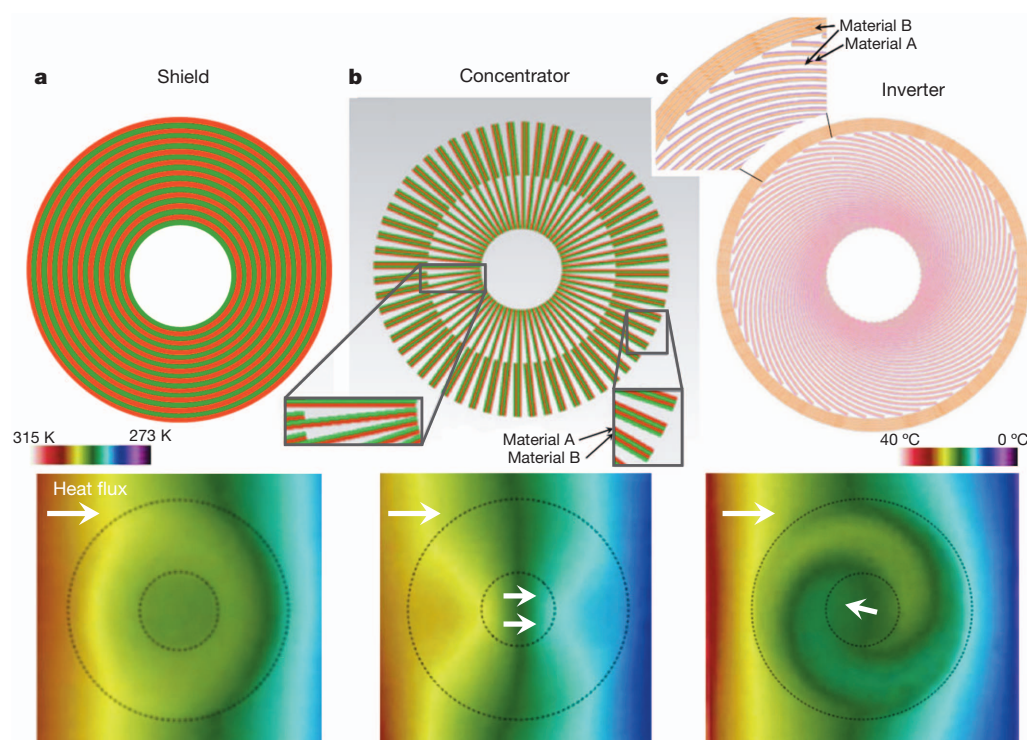 a
Shield
b
Concentrator
c
Inverter
Material B
Material A
Material A
Material B
315 K
273 K
40 ºC
0 ºC
Heat flux